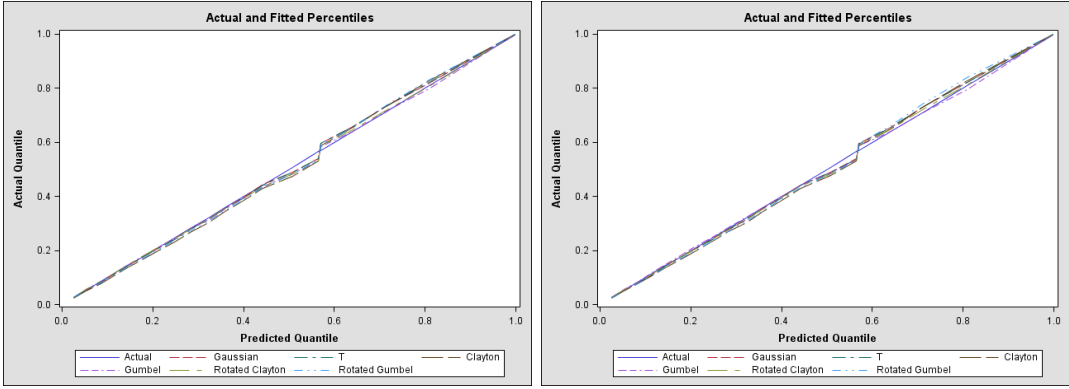 Actual and Fitted Percentiles
Actual Quantile
1.0
0.8
0.6
0.4
0.2
0.0
0.0 0.2 0.4 0.6 0.8 1.0
Predicted Quantile
Actual Gaussian T Clayton
Gumbel Rotated Clayton Rotated Gumbel
Actual and Fitted Percentiles
Actual Quantile
1.0
0.8
0.6
0.4
0.2
0.0
0.0 0.2 0.4 0.6 0.8 1.0
Predicted Quantile
Actual Gaussian T Clayton
Gumbel Rotated Clayton Rotated Gumbel